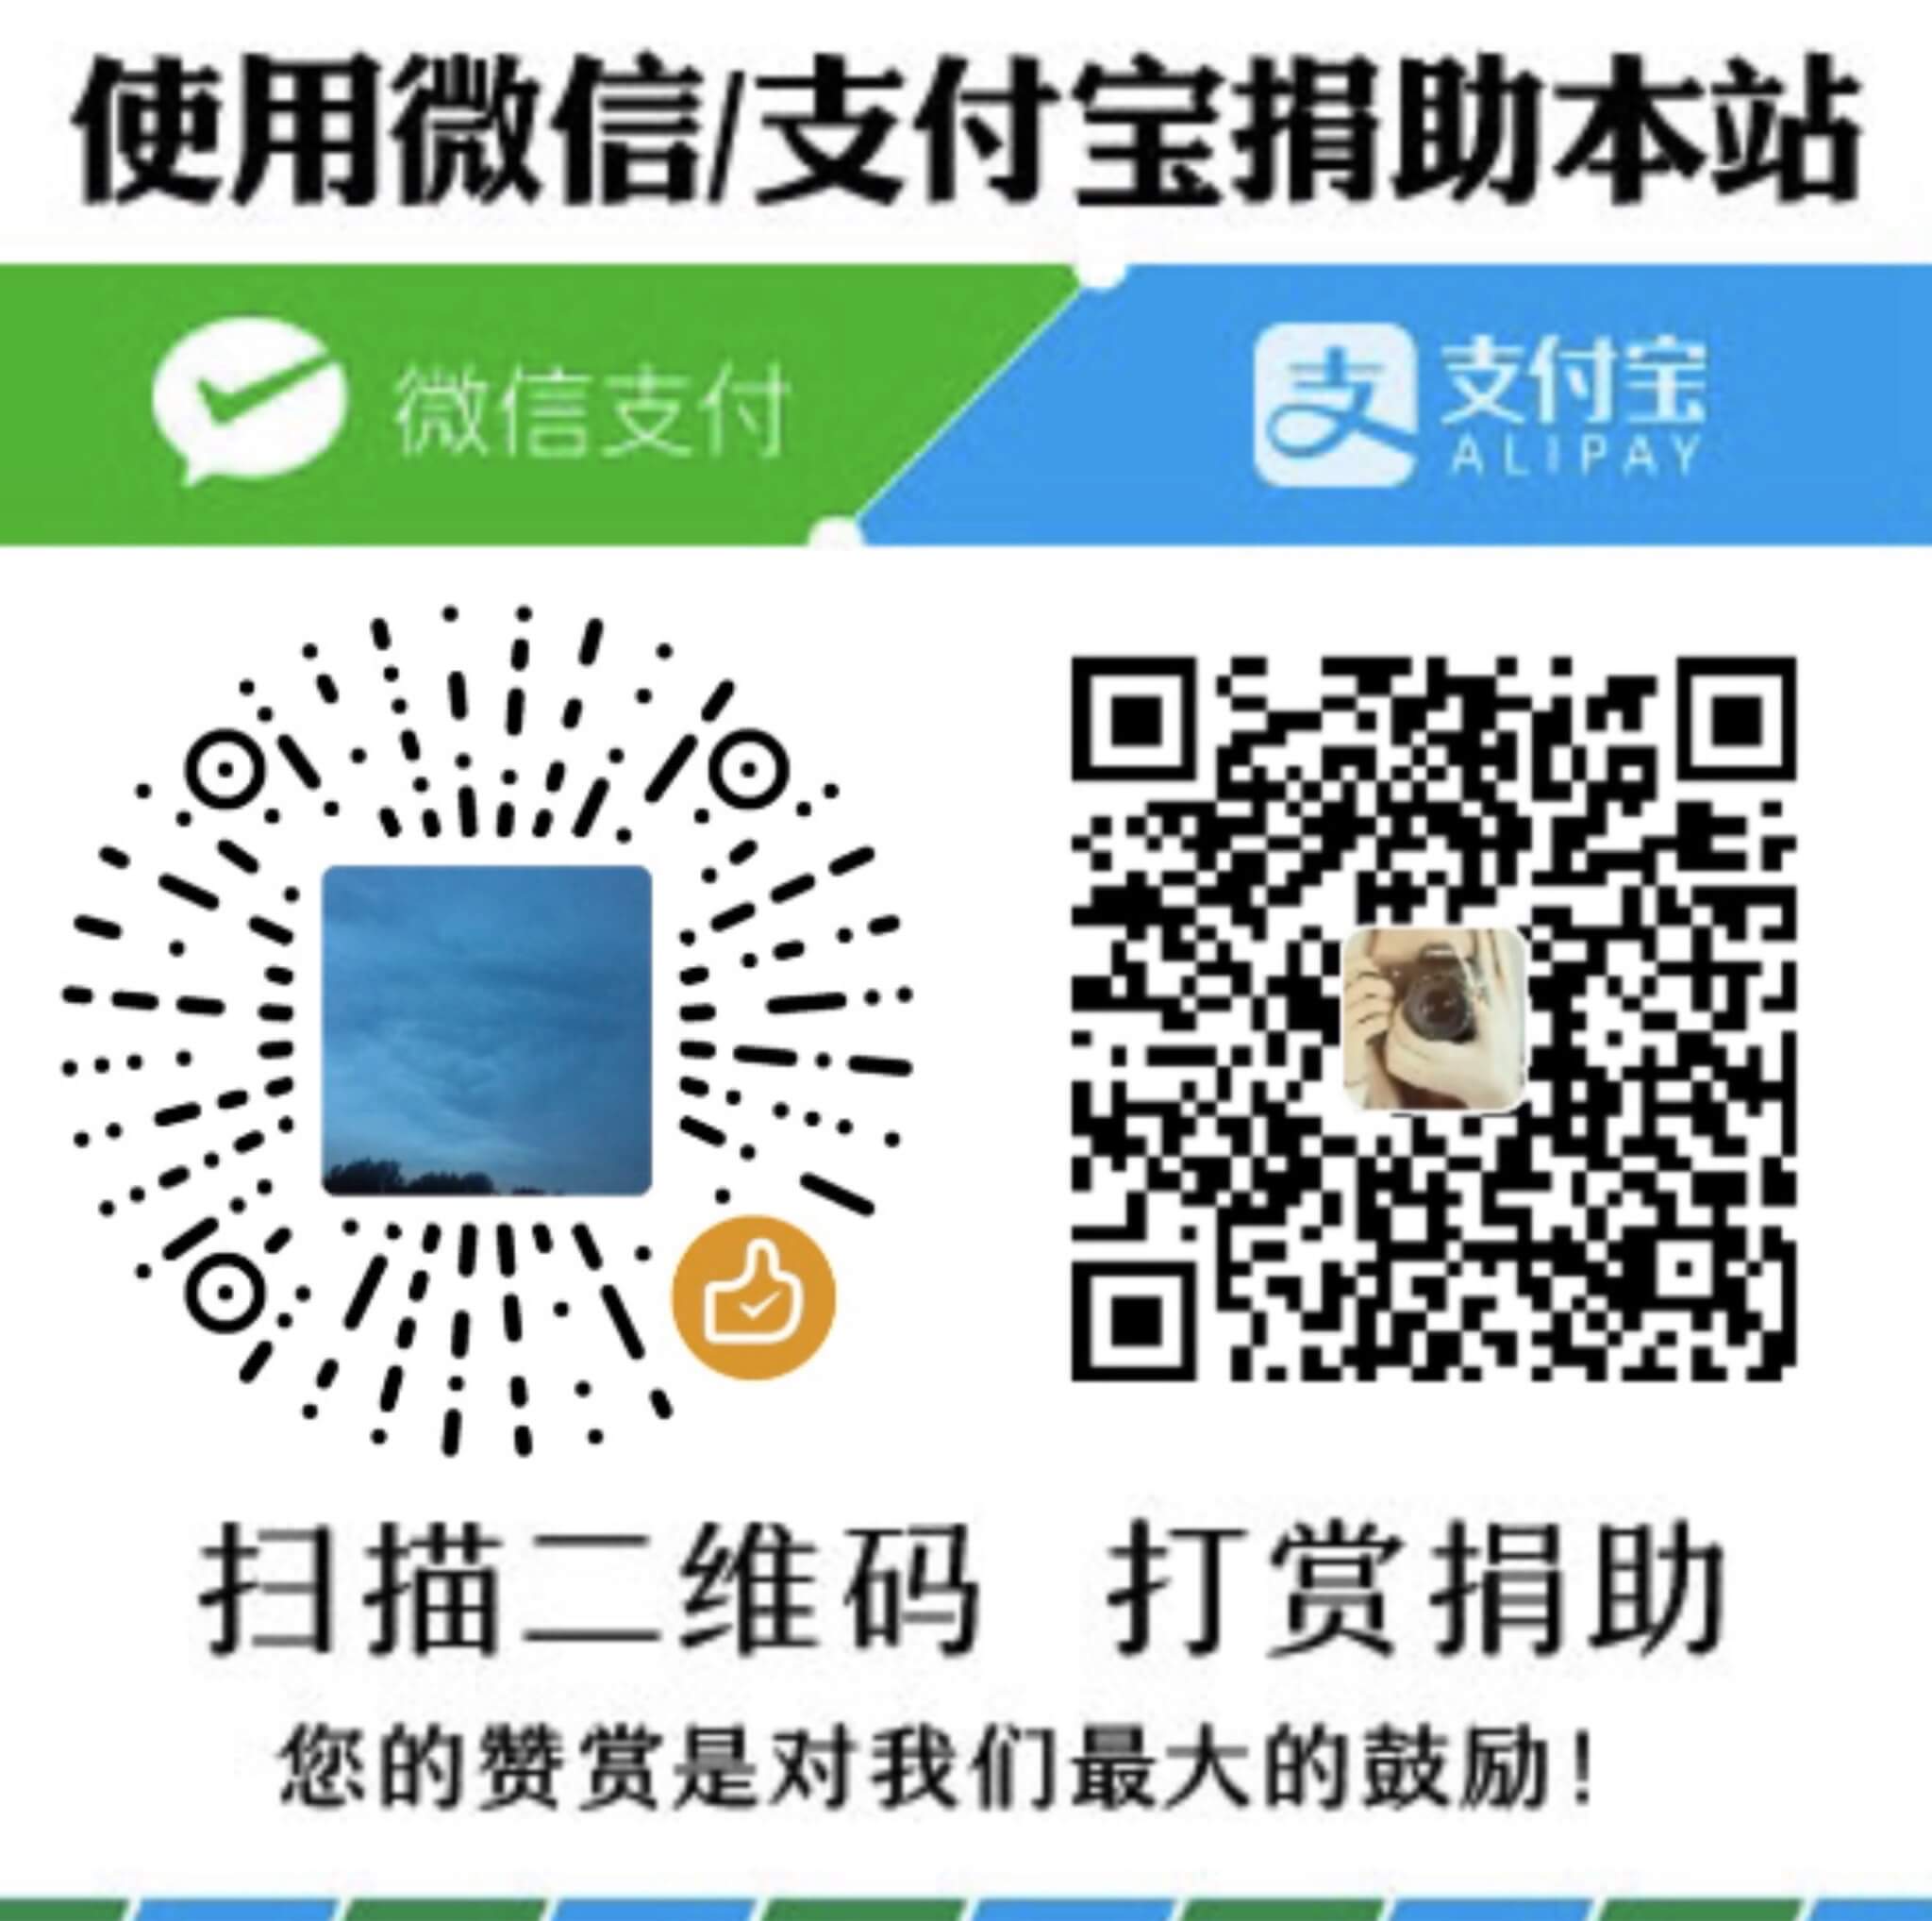 使用微信/支付宝捐助本站
微信支付
支付宝
ALIPAY
扫描二维码 打赏捐助
您的赞赏是对我们最大的鼓励！